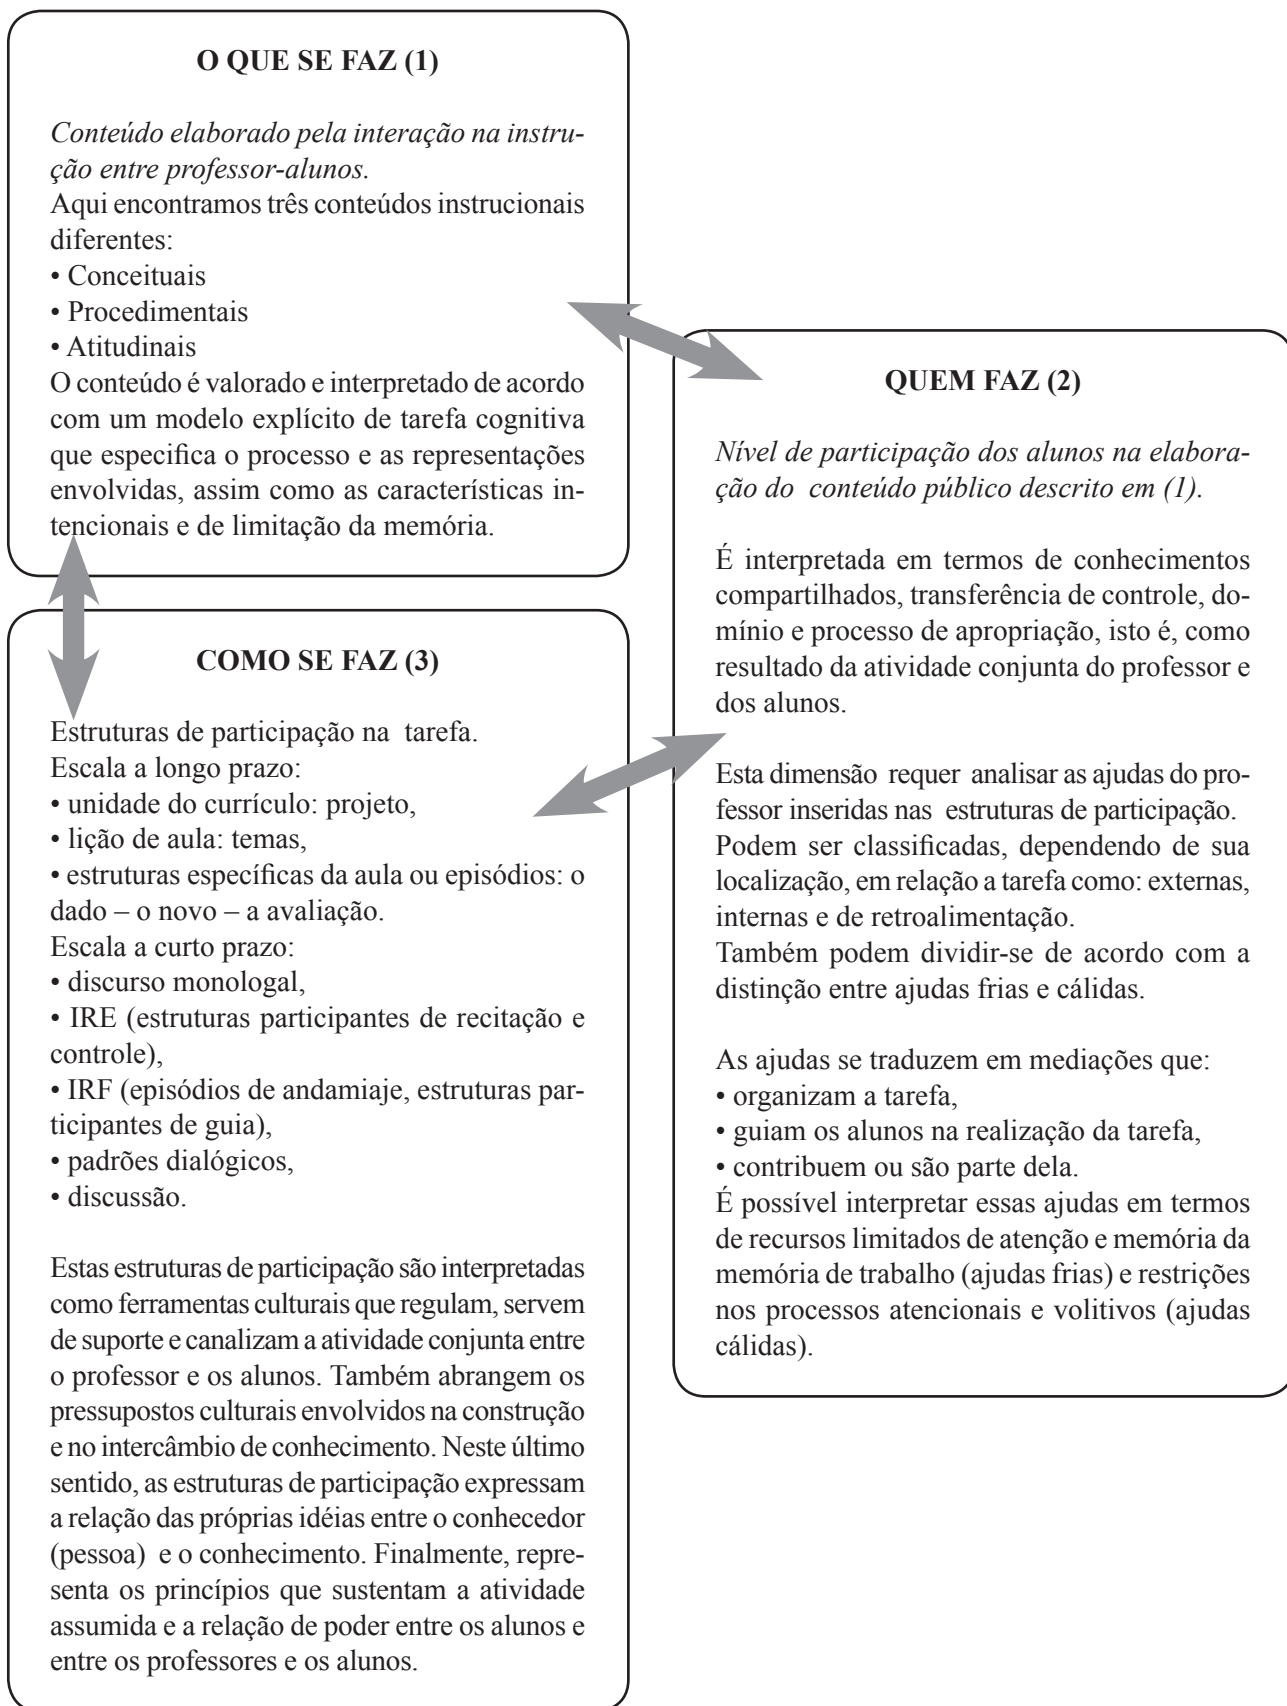 O QUE SE FAZ (1)
Conteúdo elaborado pela interação na instru-
ção entre professor-alunos.
Aqui encontramos três conteúdos instrucionais
diferentes:
• Conceituais
• Procedimentais
• Atitudinais
O conteúdo é valorado e interpretado de acordo
com um modelo explícito de tarefa cognitiva
que especifica o processo e as representações
envolvidas, assim como as características in-
tencionais e de limitação da memória.
QUEM FAZ (2)
Nível de participação dos alunos na elabora-
ção do conteúdo público descrito em (1).
É interpretada em termos de conhecimentos
compartilhados, transferência de controle, do-
mínio e processo de apropriação, isto é, como
resultado da atividade conjunta do professor e
dos alunos.
Esta dimensão requer analisar as ajudas do pro-
fessor inseridas nas estruturas de participação.
Podem ser classificadas, dependendo de sua
localização, em relação a tarefa como: externas,
internas e de retroalimentação.
Também podem dividir-se de acordo com a
distinção entre ajudas frias e cálidas.
As ajudas se traduzem em mediações que:
• organizam a tarefa,
• guiam os alunos na realização da tarefa,
• contribuem ou são parte dela.
É possível interpretar essas ajudas em termos
de recursos limitados de atenção e memória da
memória de trabalho (ajudas frias) e restrições
nos processos atencionais e volitivos (ajudas
cálidas).
COMO SE FAZ (3)
Estruturas de participação na tarefa.
Escala a longo prazo:
• unidade do currículo: projeto,
• lição de aula: temas,
• estruturas específicas da aula ou episódios: o
dado – o novo – a avaliação.
Escala a curto prazo:
• discurso monologal,
• IRE (estruturas participantes de recitação e
controle),
• IRF (episódios de andamiaje, estruturas par-
ticipantes de guia),
• padrões dialógicos,
• discussão.
Estas estruturas de participação são interpretadas
como ferramentas culturais que regulam, servem
de suporte e canalizam a atividade conjunta entre
o professor e os alunos. Também abrangem os
pressupostos culturais envolvidos na construção
e no intercâmbio de conhecimento. Neste último
sentido, as estruturas de participação expressam
a relação das próprias idéias entre o conhecedor
(pessoa) e o conhecimento. Finalmente, repre-
senta os princípios que sustentam a atividade
assumida e a relação de poder entre os alunos e
entre os professores e os alunos.